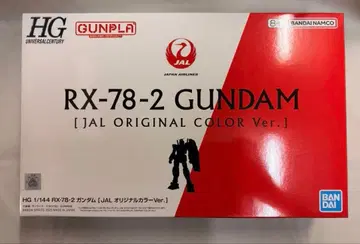 HG
UNIVERSAL CENTURY
GUNPLA
JAL
JAPAN AIRLINES
BANDAI NAMCO
RX-78-2 GUNDAM
[ JAL ORIGINAL COLOR Ver.]
HG 1/144 RX-78-2 ガンダム [JAL オリジナルカラーVer.]
BANDAI